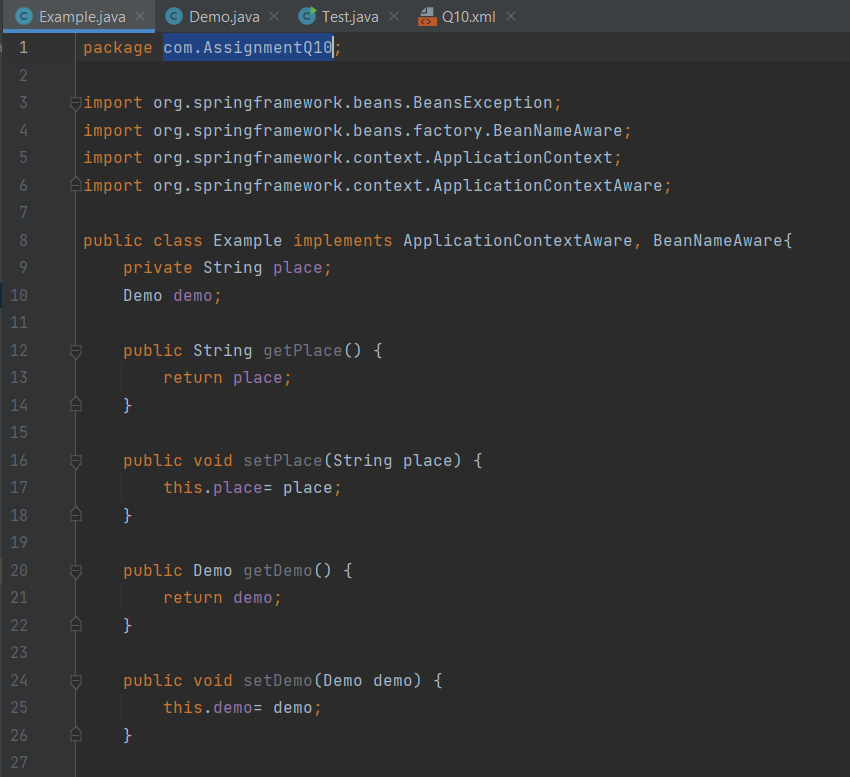 Example.java Demo.java Test.java Q10.xml
1 package com.AssignmentQ10;
2
3 import org.springframework.beans.BeansException;
4 import org.springframework.beans.factory.BeanNameAware;
5 import org.springframework.context.ApplicationContext;
6 import org.springframework.context.ApplicationContextAware;
7
8 public class Example implements ApplicationContextAware, BeanNameAware{
9     private String place;
10     Demo demo;
11
12     public String getPlace() {
13         return place;
14     }
15
16     public void setPlace(String place) {
17         this.place= place;
18     }
19
20     public Demo getDemo() {
21         return demo;
22     }
23
24     public void setDemo(Demo demo) {
25         this.demo= demo;
26     }
27